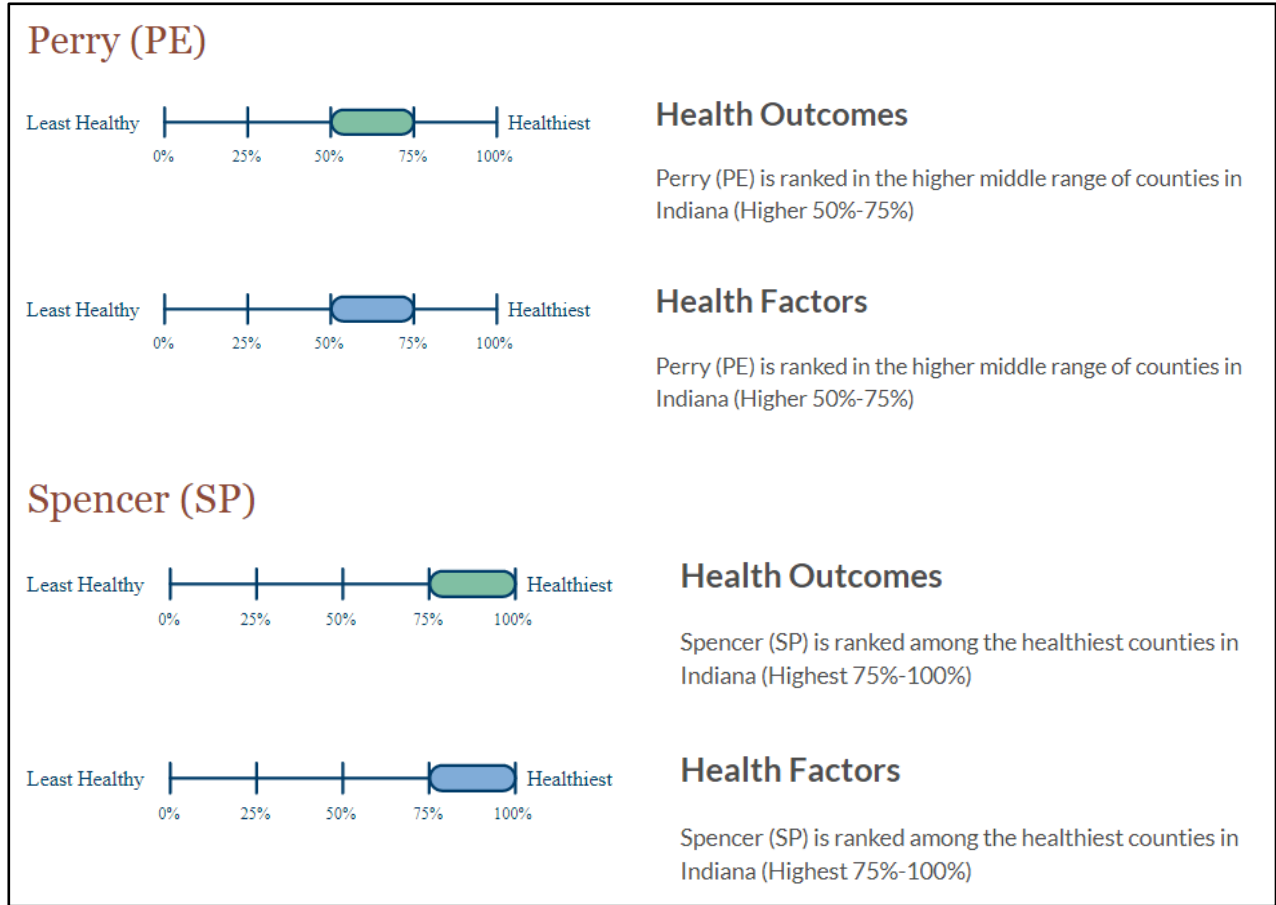 Perry (PE)
Least Healthy
Healthiest
0% 25% 50% 75% 100%
Health Outcomes
Perry (PE) is ranked in the higher middle range of counties in
Indiana (Higher 50%-75%)
Least Healthy
Healthiest
0% 25% 50% 75% 100%
Health Factors
Perry (PE) is ranked in the higher middle range of counties in
Indiana (Higher 50%-75%)
Spencer (SP)
Least Healthy
Healthiest
0% 25% 50% 75% 100%
Health Outcomes
Spencer (SP) is ranked among the healthiest counties in
Indiana (Highest 75%-100%)
Least Healthy
Healthiest
0% 25% 50% 75% 100%
Health Factors
Spencer (SP) is ranked among the healthiest counties in
Indiana (Highest 75%-100%)